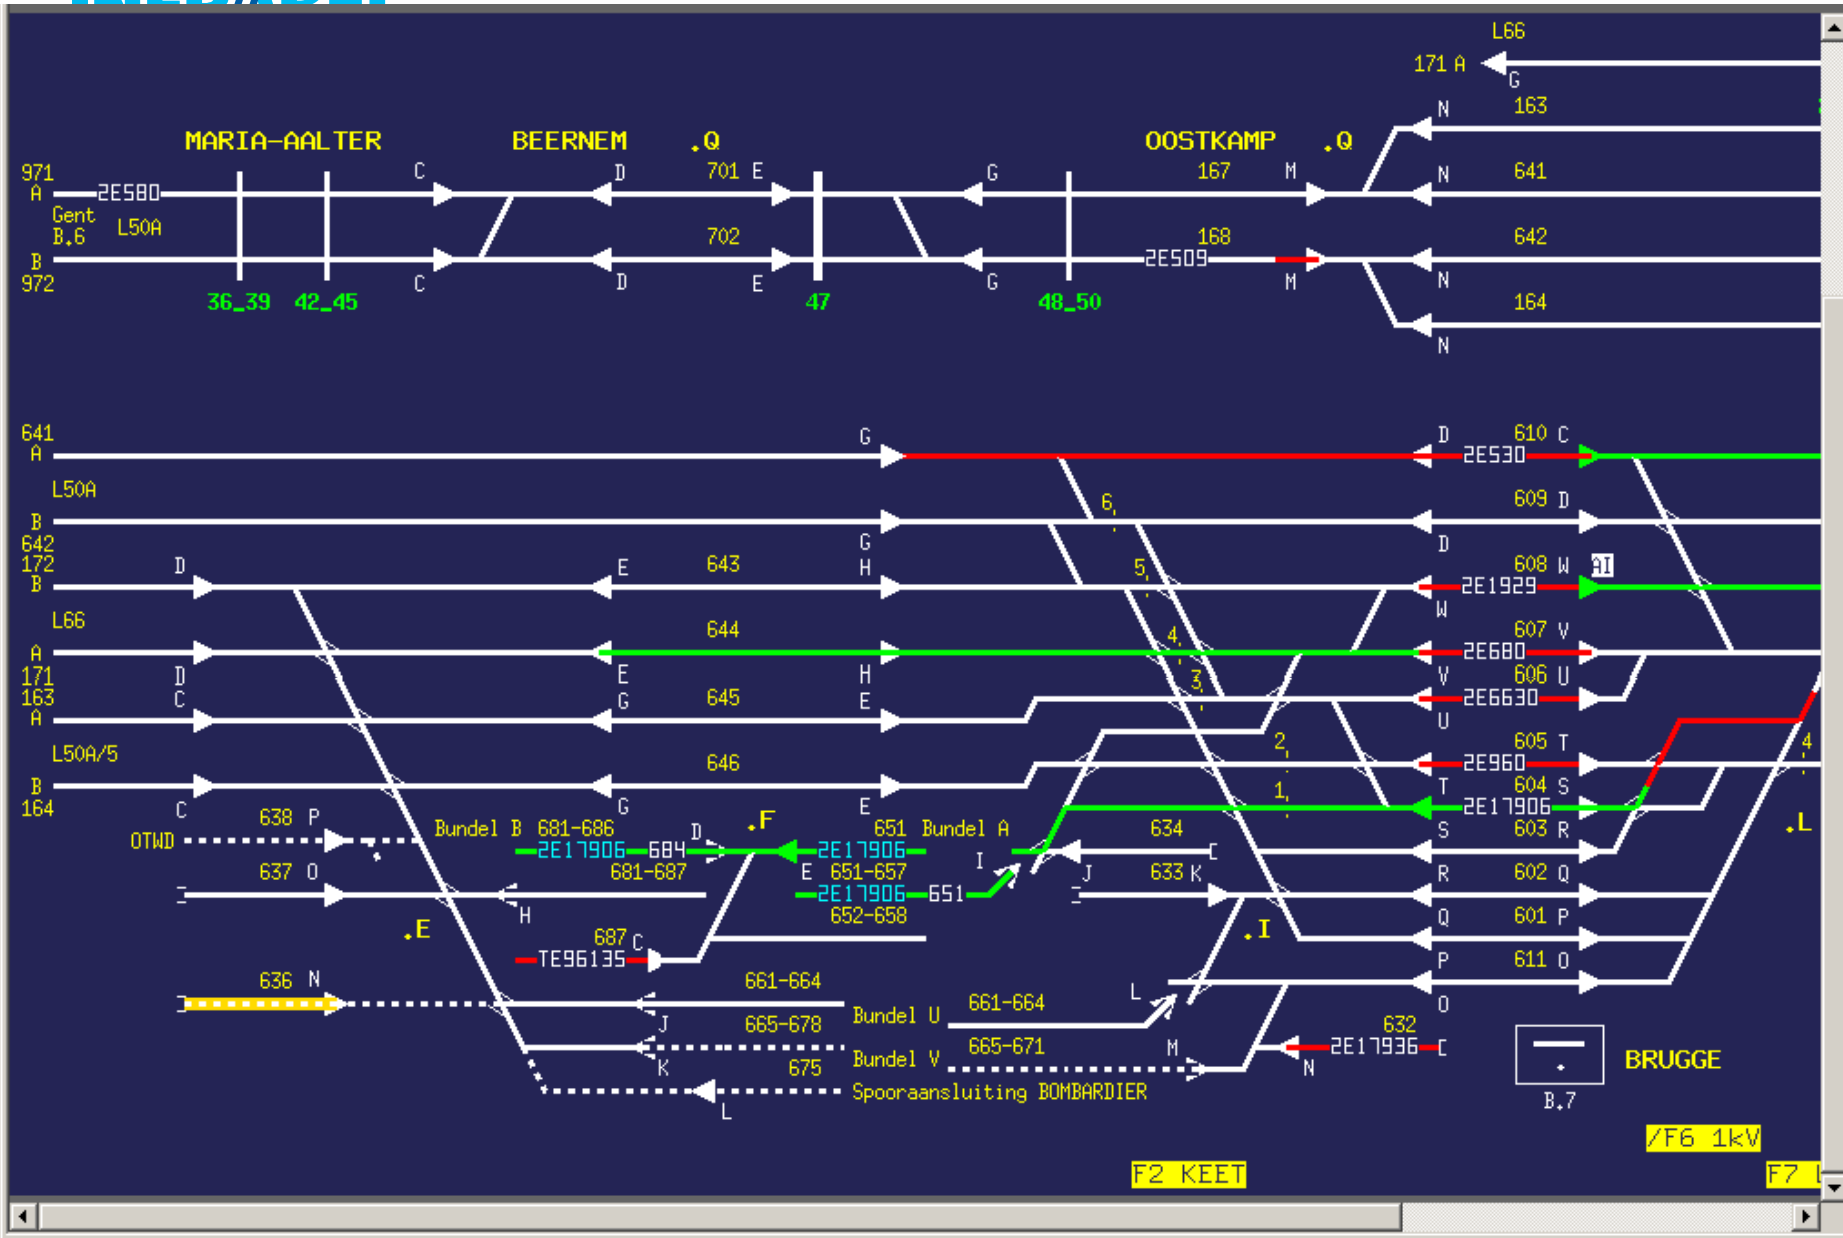 L66
171 A
G
N 163
MARIA-AALTER BEERNEM .Q OOSTKAMP .Q
971 C D 701 E G 167 M N 641
A 2E580
Gent L50A
B.6
702 168 642
B 2E509
972 C D E G M N
36_39 42_45 47 48_50 164
N
641 G D 610 C
A 2E530
L50A
6, 609 D
B
642 G D
172 D E 643 H 5, 608 W AI
B 2E1929
W
L66 644 4, 607 V
A 2E680
171 D E H 3, V 606 U
163 C G 645 E 2E6630
A U
L50A/5 646 2, 605 T
B 2E960
164 C G E 1, T 604 S
2E17906
638 P Bundel B 681-686 D .F 651 Bundel A 634 S 603 R .L
4
OTWD 2E17906 684 2E17906 I
637 O 681-687 E 651-657 J 633 K R 602 Q
2E17906 651
H 652-658
.E 687 C .I Q 601 P
TE96135
636 N 661-664 L 661-664 P 611 O
J 665-678 Bundel U 632 O
K 675 Bundel V 665-671 M N 2E17936 BRUGGE
L Spooraansluiting BOMBARDIER B.7
/F6 1kV
F2 KEET F7